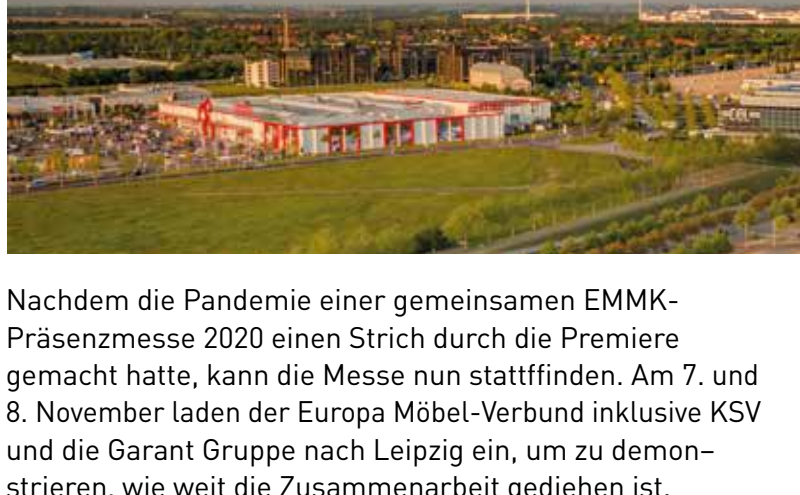 Nachdem die Pandemie einer gemeinsamen EMMK-
Präsenzmesse 2020 einen Strich durch die Premiere
gemacht hatte, kann die Messe nun stattffinden. Am 7. und
8. November laden der Europa Möbel-Verbund inklusive KSV
und die Garant Gruppe nach Leipzig ein, um zu demon–
strieren, wie weit die Zusammenarbeit gediehen ist.